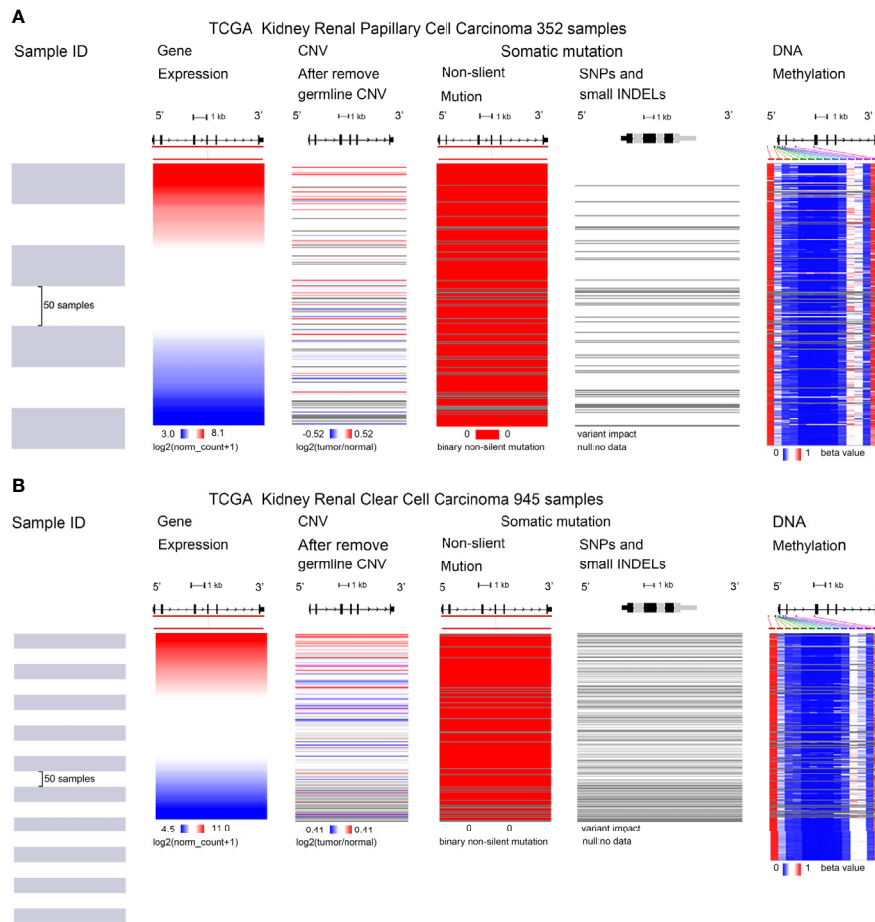 A
TCGA Kidney Renal Papillary Cell Carcinoma 352 samples
Sample ID
Gene
Expression
CNV
After remove
germline CNV
Somatic mutation
Non-slient
Mution
SNPs and
small INDELs
DNA
Methylation
5' 3'
1 kb
5' 3'
1 kb
5' 3'
1 kb
1 kb
5' 3'
1 kb
50 samples
3.0 8.1
log2(norm_count+1)
-0.52 0.52
log2(tumor/normal)
0 0
binary non-silent mutation
variant impact
null:no data
0 1 beta value
B
TCGA Kidney Renal Clear Cell Carcinoma 945 samples
Sample ID
Gene
Expression
CNV
After remove
germline CNV
Somatic mutation
Non-slient
Mution
SNPs and
small INDELs
DNA
Methylation
5' 3'
1 kb
5' 3'
1 kb
5' 3'
1 kb
1 kb
5' 3'
1 kb
50 samples
4.5 11.0
log2(norm_count+1)
-0.41 0.41
log2(tumor/normal)
0 0
binary non-silent mutation
variant impact
null:no data
0 1 beta value